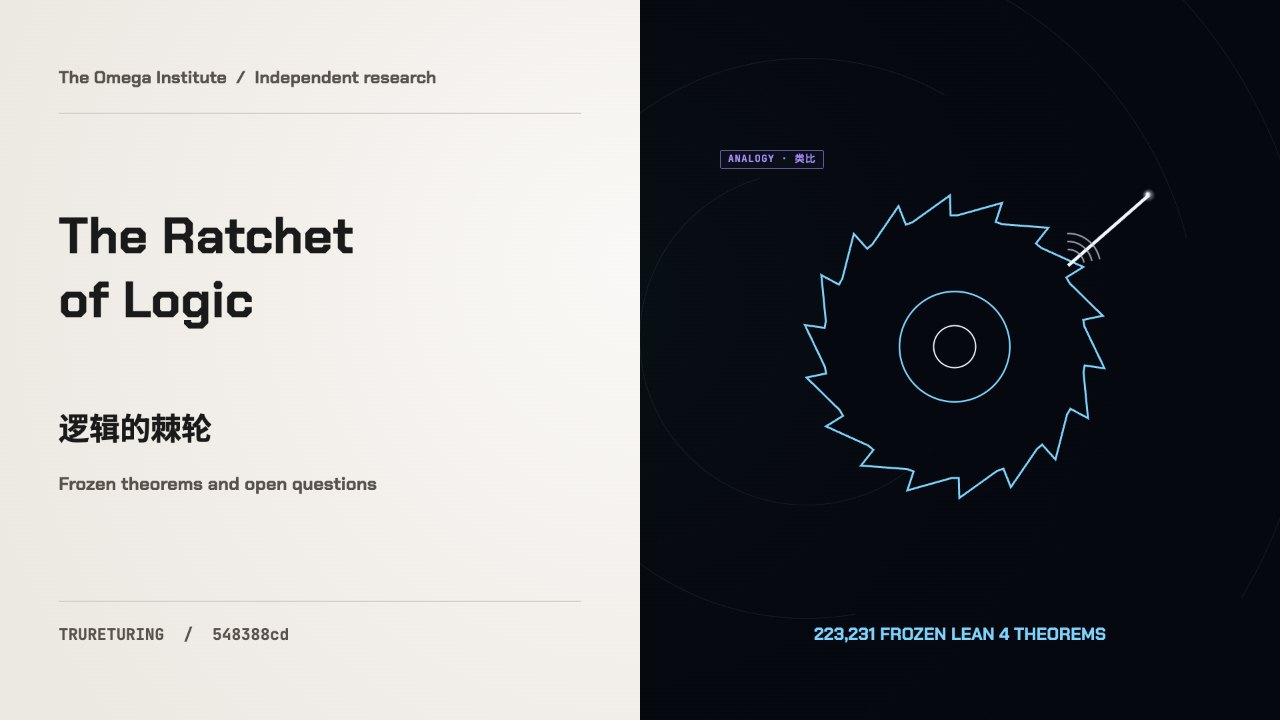 The Omega Institute / Independent research
The Ratchet
of Logic
逻辑的棘轮
Frozen theorems and open questions
TRURETURING / 548388cd
ANALOGY · 类比
223,231 FROZEN LEAN 4 THEOREMS